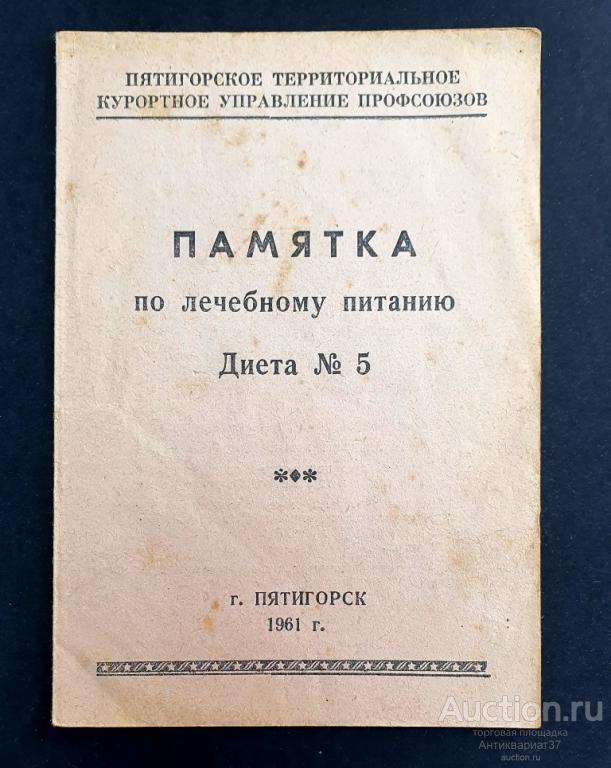 ПЯТИГОРСКОЕ ТЕРРИТОРИАЛЬНОЕ
КУРОРТНОЕ УПРАВЛЕНИЕ ПРОФСОЮЗОВ
ПАМЯТКА
по лечебному питанию
Диета № 5
г. ПЯТИГОРСК
1961 г.
Auction.ru
торговая площадка
Антиквариат37
auction.ru